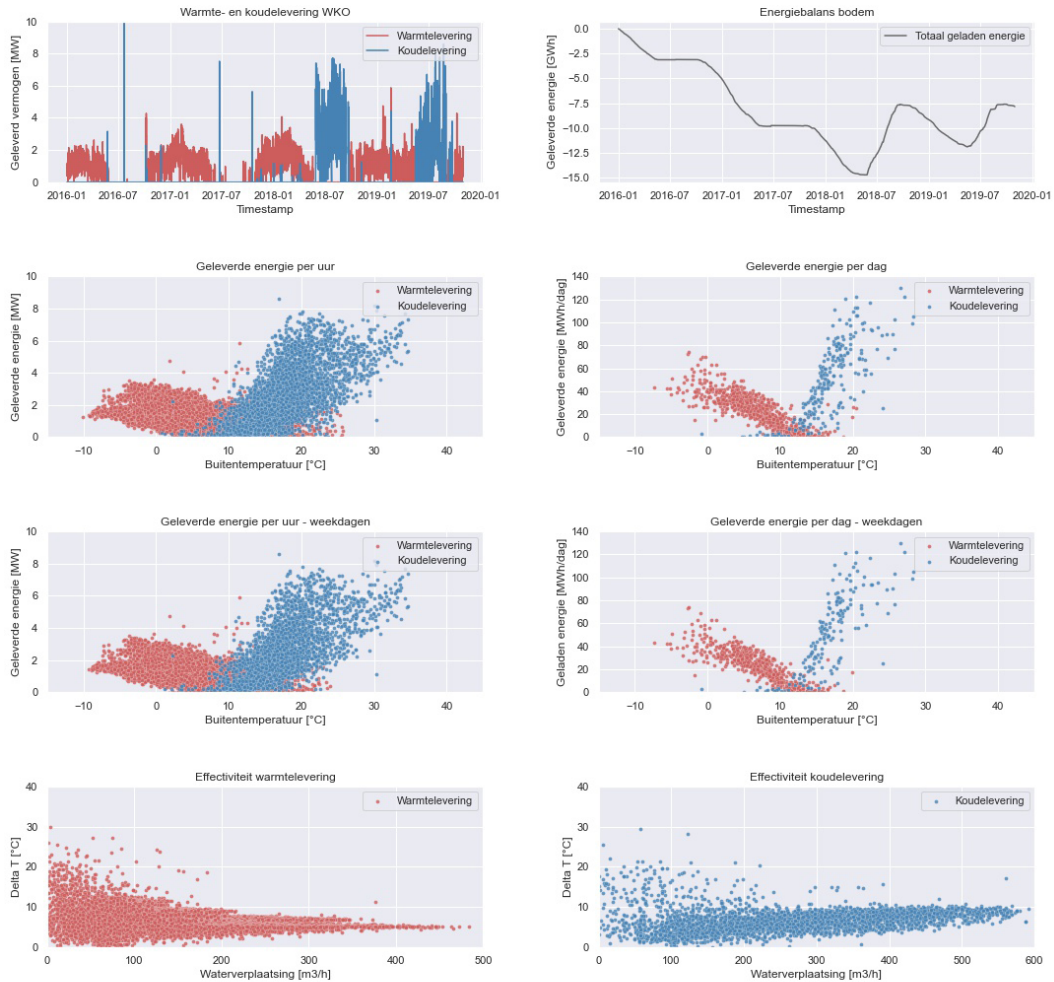 Warmte- en koudelevering WKO
Geleverd vermogen [MW]
10
8
6
4
2
0
Warmtelevering
Koudelevering
2016-01 2016-07 2017-01 2017-07 2018-01 2018-07 2019-01 2019-07 2020-01
Timestamp
Energiebalans bodem
Geleverde energie [GWh]
0.0
−2.5
−5.0
−7.5
−10.0
−12.5
−15.0
Totaal geladen energie
2016-01 2016-07 2017-01 2017-07 2018-01 2018-07 2019-01 2019-07 2020-01
Timestamp
Geleverde energie per uur
Geleverde energie [MW]
10
8
6
4
2
0
Warmtelevering
Koudelevering
−10 0 10 20 30 40
Buitentemperatuur [°C]
Geleverde energie per dag
Geleverde energie [MWh/dag]
140
120
100
80
60
40
20
0
Warmtelevering
Koudelevering
−10 0 10 20 30 40
Buitentemperatuur [°C]
Geleverde energie per uur - weekdagen
Geleverde energie [MW]
10
8
6
4
2
0
Warmtelevering
Koudelevering
−10 0 10 20 30 40
Buitentemperatuur [°C]
Geleverde energie per dag - weekdagen
Geladen energie [MWh/dag]
140
120
100
80
60
40
20
0
Warmtelevering
Koudelevering
−10 0 10 20 30 40
Buitentemperatuur [°C]
Effectiviteit warmtelevering
Delta T [°C]
40
30
20
10
0
Warmtelevering
0 100 200 300 400 500
Waterverplaatsing [m3/h]
Effectiviteit koudelevering
Delta T [°C]
40
30
20
10
0
Koudelevering
0 100 200 300 400 500 600
Waterverplaatsing [m3/h]